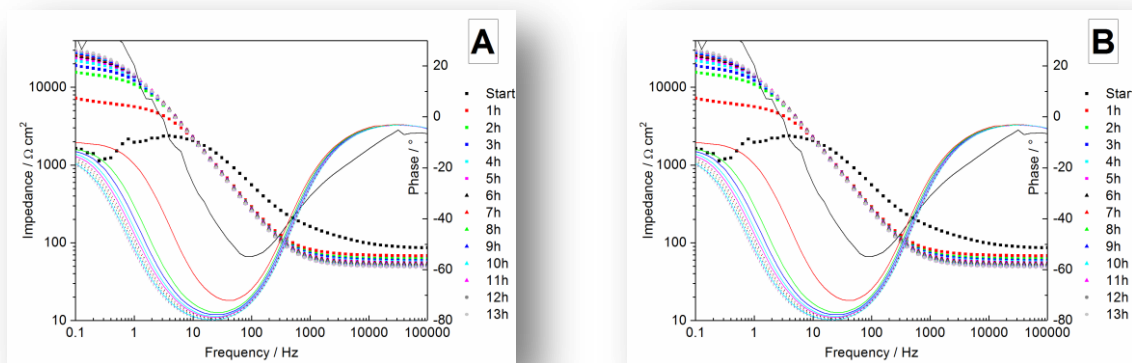 A
10000
1000
100
10
Impedance / Ω cm²
20
0
-20
-40
-60
-80
Phase / °
0.1 1 10 100 1000 10000 100000
Frequency / Hz
Start
1h
2h
3h
4h
5h
6h
7h
8h
9h
10h
11h
12h
13h
B
10000
1000
100
10
Impedance / Ω cm²
20
0
-20
-40
-60
-80
Phase / °
0.1 1 10 100 1000 10000 100000
Frequency / Hz
Start
1h
2h
3h
4h
5h
6h
7h
8h
9h
10h
11h
12h
13h